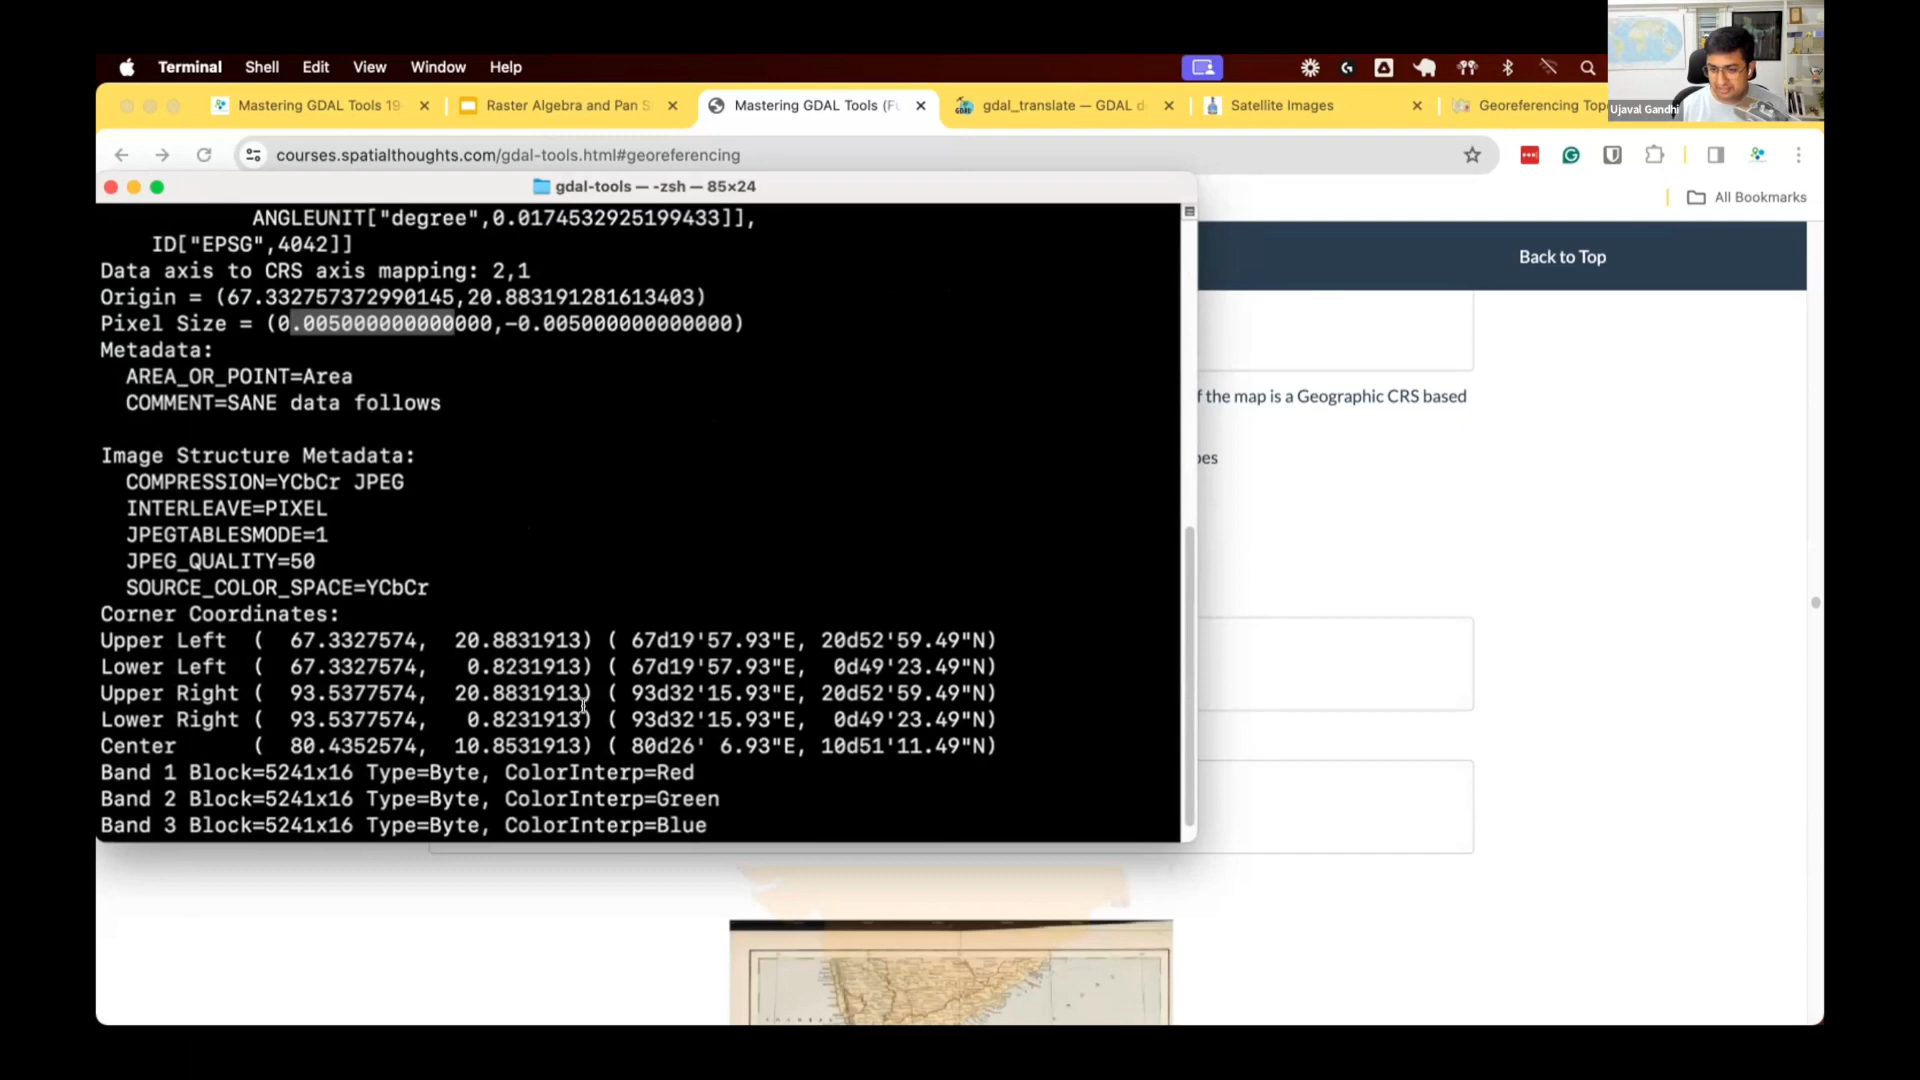 Terminal Shell Edit View Window Help
Ujaval Gandhi
Mastering GDAL Tools 19
Raster Algebra and Pan S
Mastering GDAL Tools (Fu
gdal_translate — GDAL d
Satellite Images
Georeferencing Topo
courses.spatialthoughts.com/gdal-tools.html#georeferencing
All Bookmarks
gdal-tools — -zsh — 85×24
Back to Top
ANGLEUNIT["degree",0.0174532925199433]],
ID["EPSG",4042]]
Data axis to CRS axis mapping: 2,1
Origin = (67.332757372990145,20.883191281613403)
Pixel Size = (0.005000000000000,-0.005000000000000)
Metadata:
AREA_OR_POINT=Area
COMMENT=SANE data follows
f the map is a Geographic CRS based
Image Structure Metadata:
COMPRESSION=YCbCr JPEG
INTERLEAVE=PIXEL
JPEGTABLESMODE=1
JPEG_QUALITY=50
SOURCE_COLOR_SPACE=YCbCr
Corner Coordinates:
Upper Left ( 67.3327574, 20.8831913) ( 67d19'57.93"E, 20d52'59.49"N)
Lower Left ( 67.3327574, 0.8231913) ( 67d19'57.93"E, 0d49'23.49"N)
Upper Right ( 93.5377574, 20.8831913) ( 93d32'15.93"E, 20d52'59.49"N)
Lower Right ( 93.5377574, 0.8231913) ( 93d32'15.93"E, 0d49'23.49"N)
Center ( 80.4352574, 10.8531913) ( 80d26' 6.93"E, 10d51'11.49"N)
Band 1 Block=5241x16 Type=Byte, ColorInterp=Red
Band 2 Block=5241x16 Type=Byte, ColorInterp=Green
Band 3 Block=5241x16 Type=Byte, ColorInterp=Blue